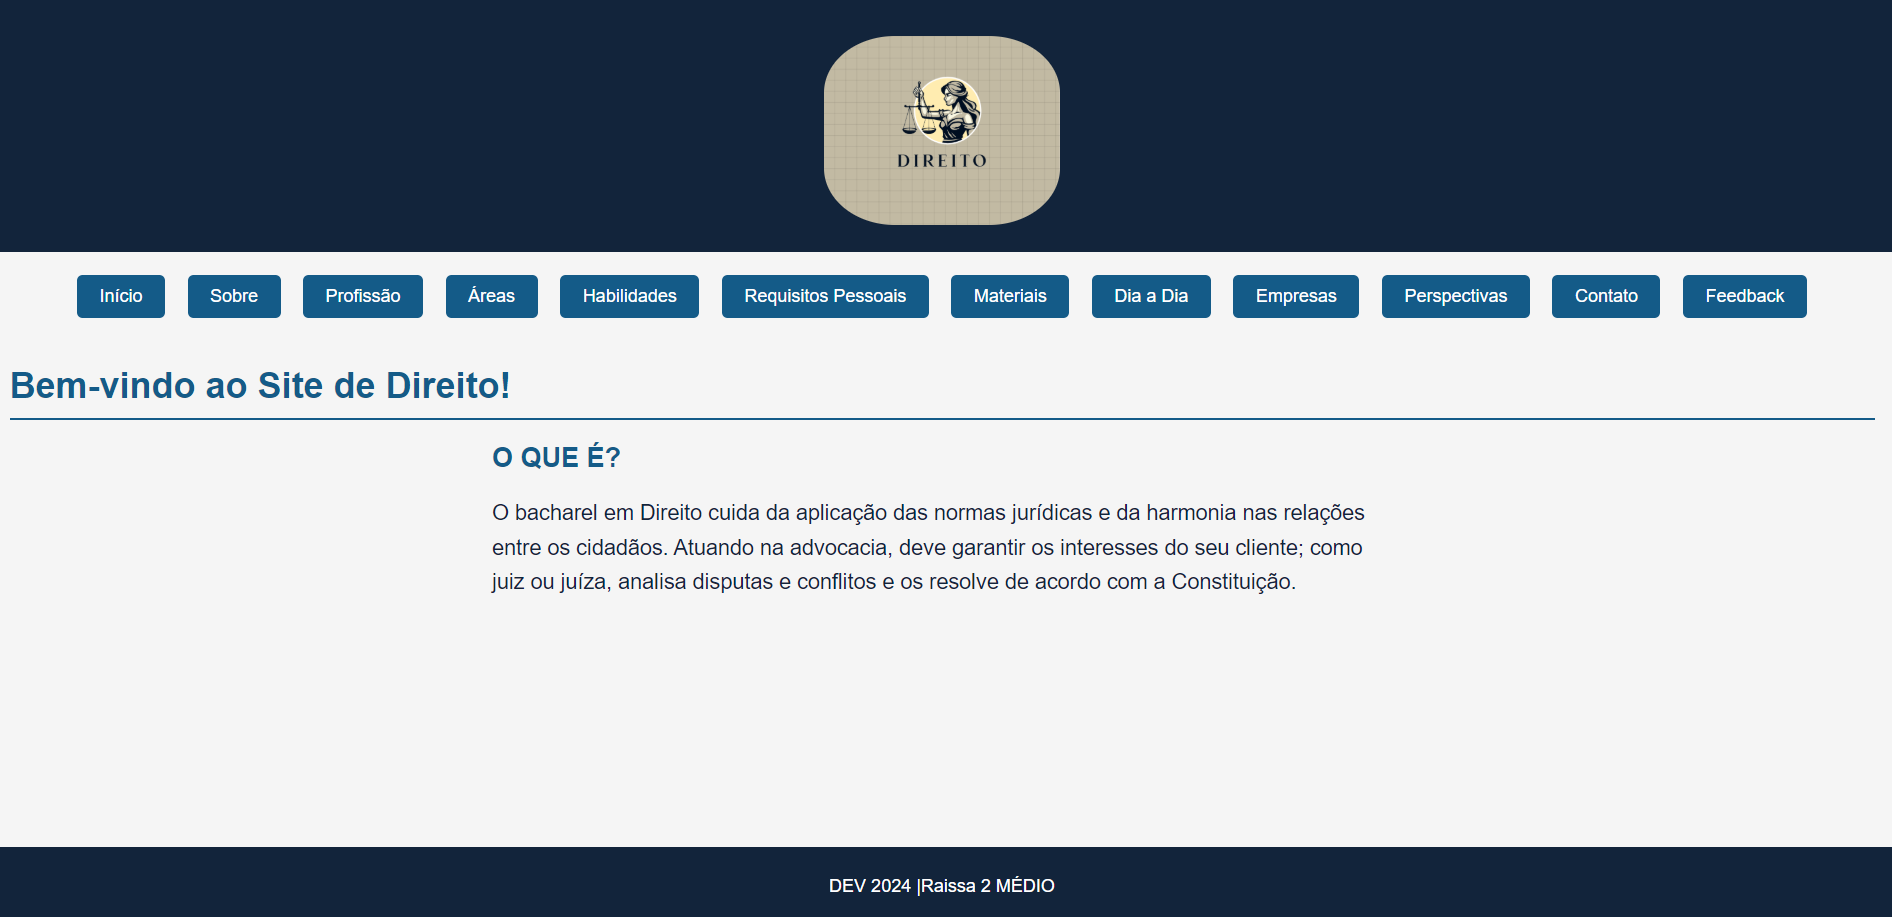 DIREITO
Início Sobre Profissão Áreas Habilidades Requisitos Pessoais Materiais Dia a Dia Empresas Perspectivas Contato Feedback
Bem-vindo ao Site de Direito!
O QUE É?
O bacharel em Direito cuida da aplicação das normas jurídicas e da harmonia nas relações
entre os cidadãos. Atuando na advocacia, deve garantir os interesses do seu cliente; como
juiz ou juíza, analisa disputas e conflitos e os resolve de acordo com a Constituição.
DEV 2024 |Raissa 2 MÉDIO